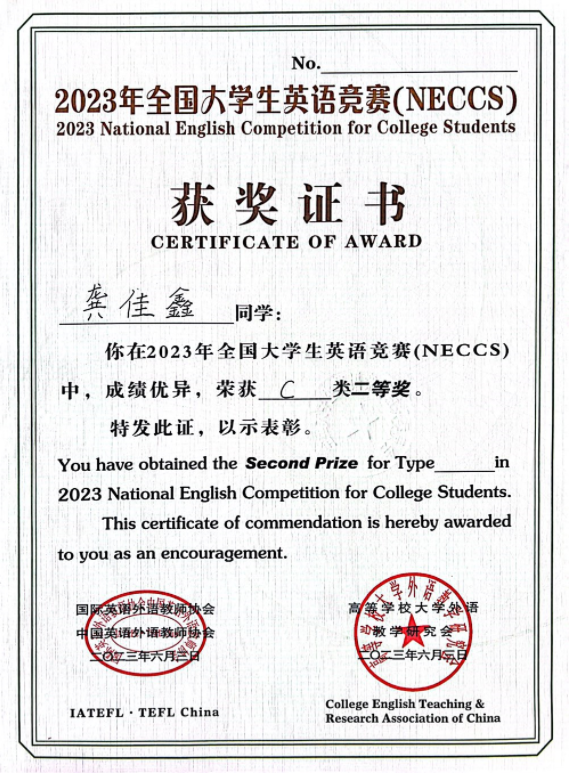 No.
2023年全国大学生英语竞赛(NECCS)
2023 National English Competition for College Students
获奖证书
CERTIFICATE OF AWARD
龚佳鑫 同学：
你在2023年全国大学生英语竞赛(NECCS)
中，成绩优异，荣获 C 类二等奖。
特发此证，以示表彰。
You have obtained the Second Prize for Type in
2023 National English Competition for College Students.
This certificate of commendation is hereby awarded
to you as an encouragement.
国际英语外语教师协会
中国英语外语教师协会
二〇二三年六月三日
IATEFL · TEFL China
高等学校大学外语
教学研究会
二〇二三年六月三日
College English Teaching &
Research Association of China